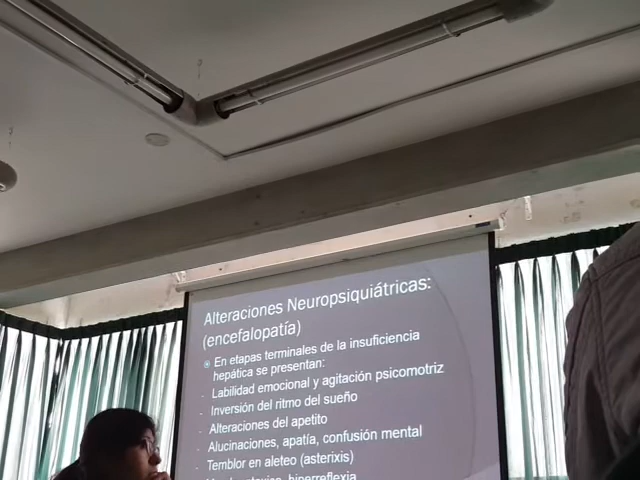 Alteraciones Neuropsiquiátricas:
(encefalopatía)
En etapas terminales de la insuficiencia
hepática se presentan:
- Labilidad emocional y agitación psicomotriz
- Inversión del ritmo del sueño
- Alteraciones del apetito
- Alucinaciones, apatía, confusión mental
- Temblor en aleteo (asterixis)
hiperreflexia